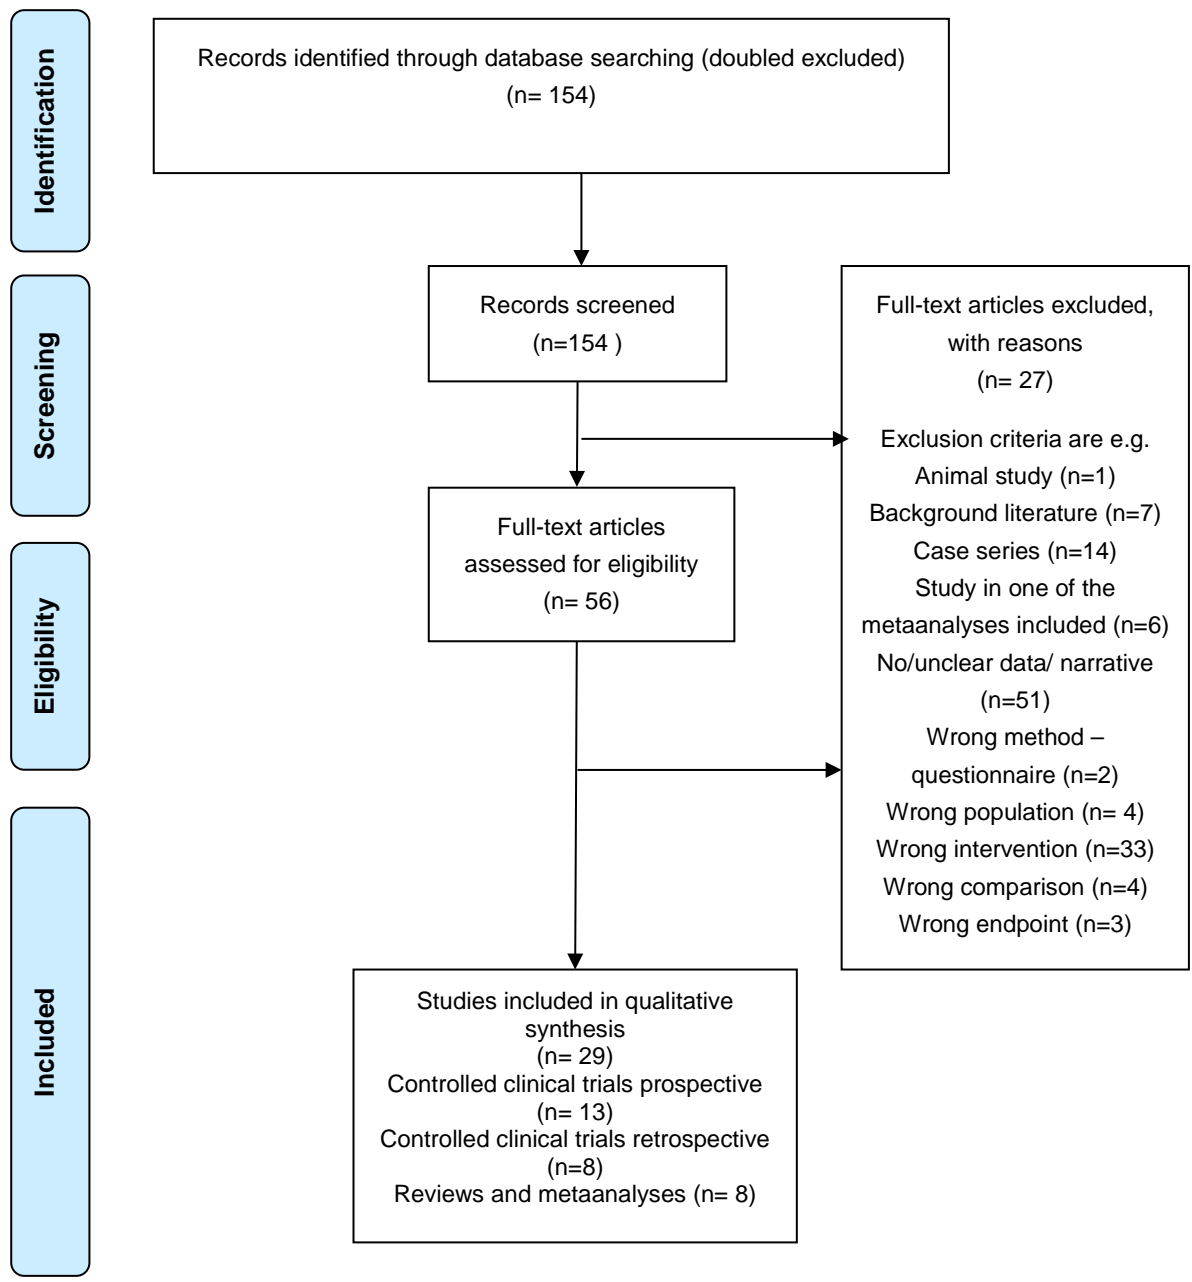 Identification
Records identified through database searching (doubled excluded)
(n= 154)
Screening
Records screened
(n=154 )
Full-text articles excluded,
with reasons
(n= 27)
Exclusion criteria are e.g.
Animal study (n=1)
Background literature (n=7)
Case series (n=14)
Study in one of the
metaanalyses included (n=6)
No/unclear data/ narrative
(n=51)
Wrong method –
questionnaire (n=2)
Wrong population (n= 4)
Wrong intervention (n=33)
Wrong comparison (n=4)
Wrong endpoint (n=3)
Eligibility
Full-text articles
assessed for eligibility
(n= 56)
Included
Studies included in qualitative
synthesis
(n= 29)
Controlled clinical trials prospective
(n= 13)
Controlled clinical trials retrospective
(n=8)
Reviews and metaanalyses (n= 8)